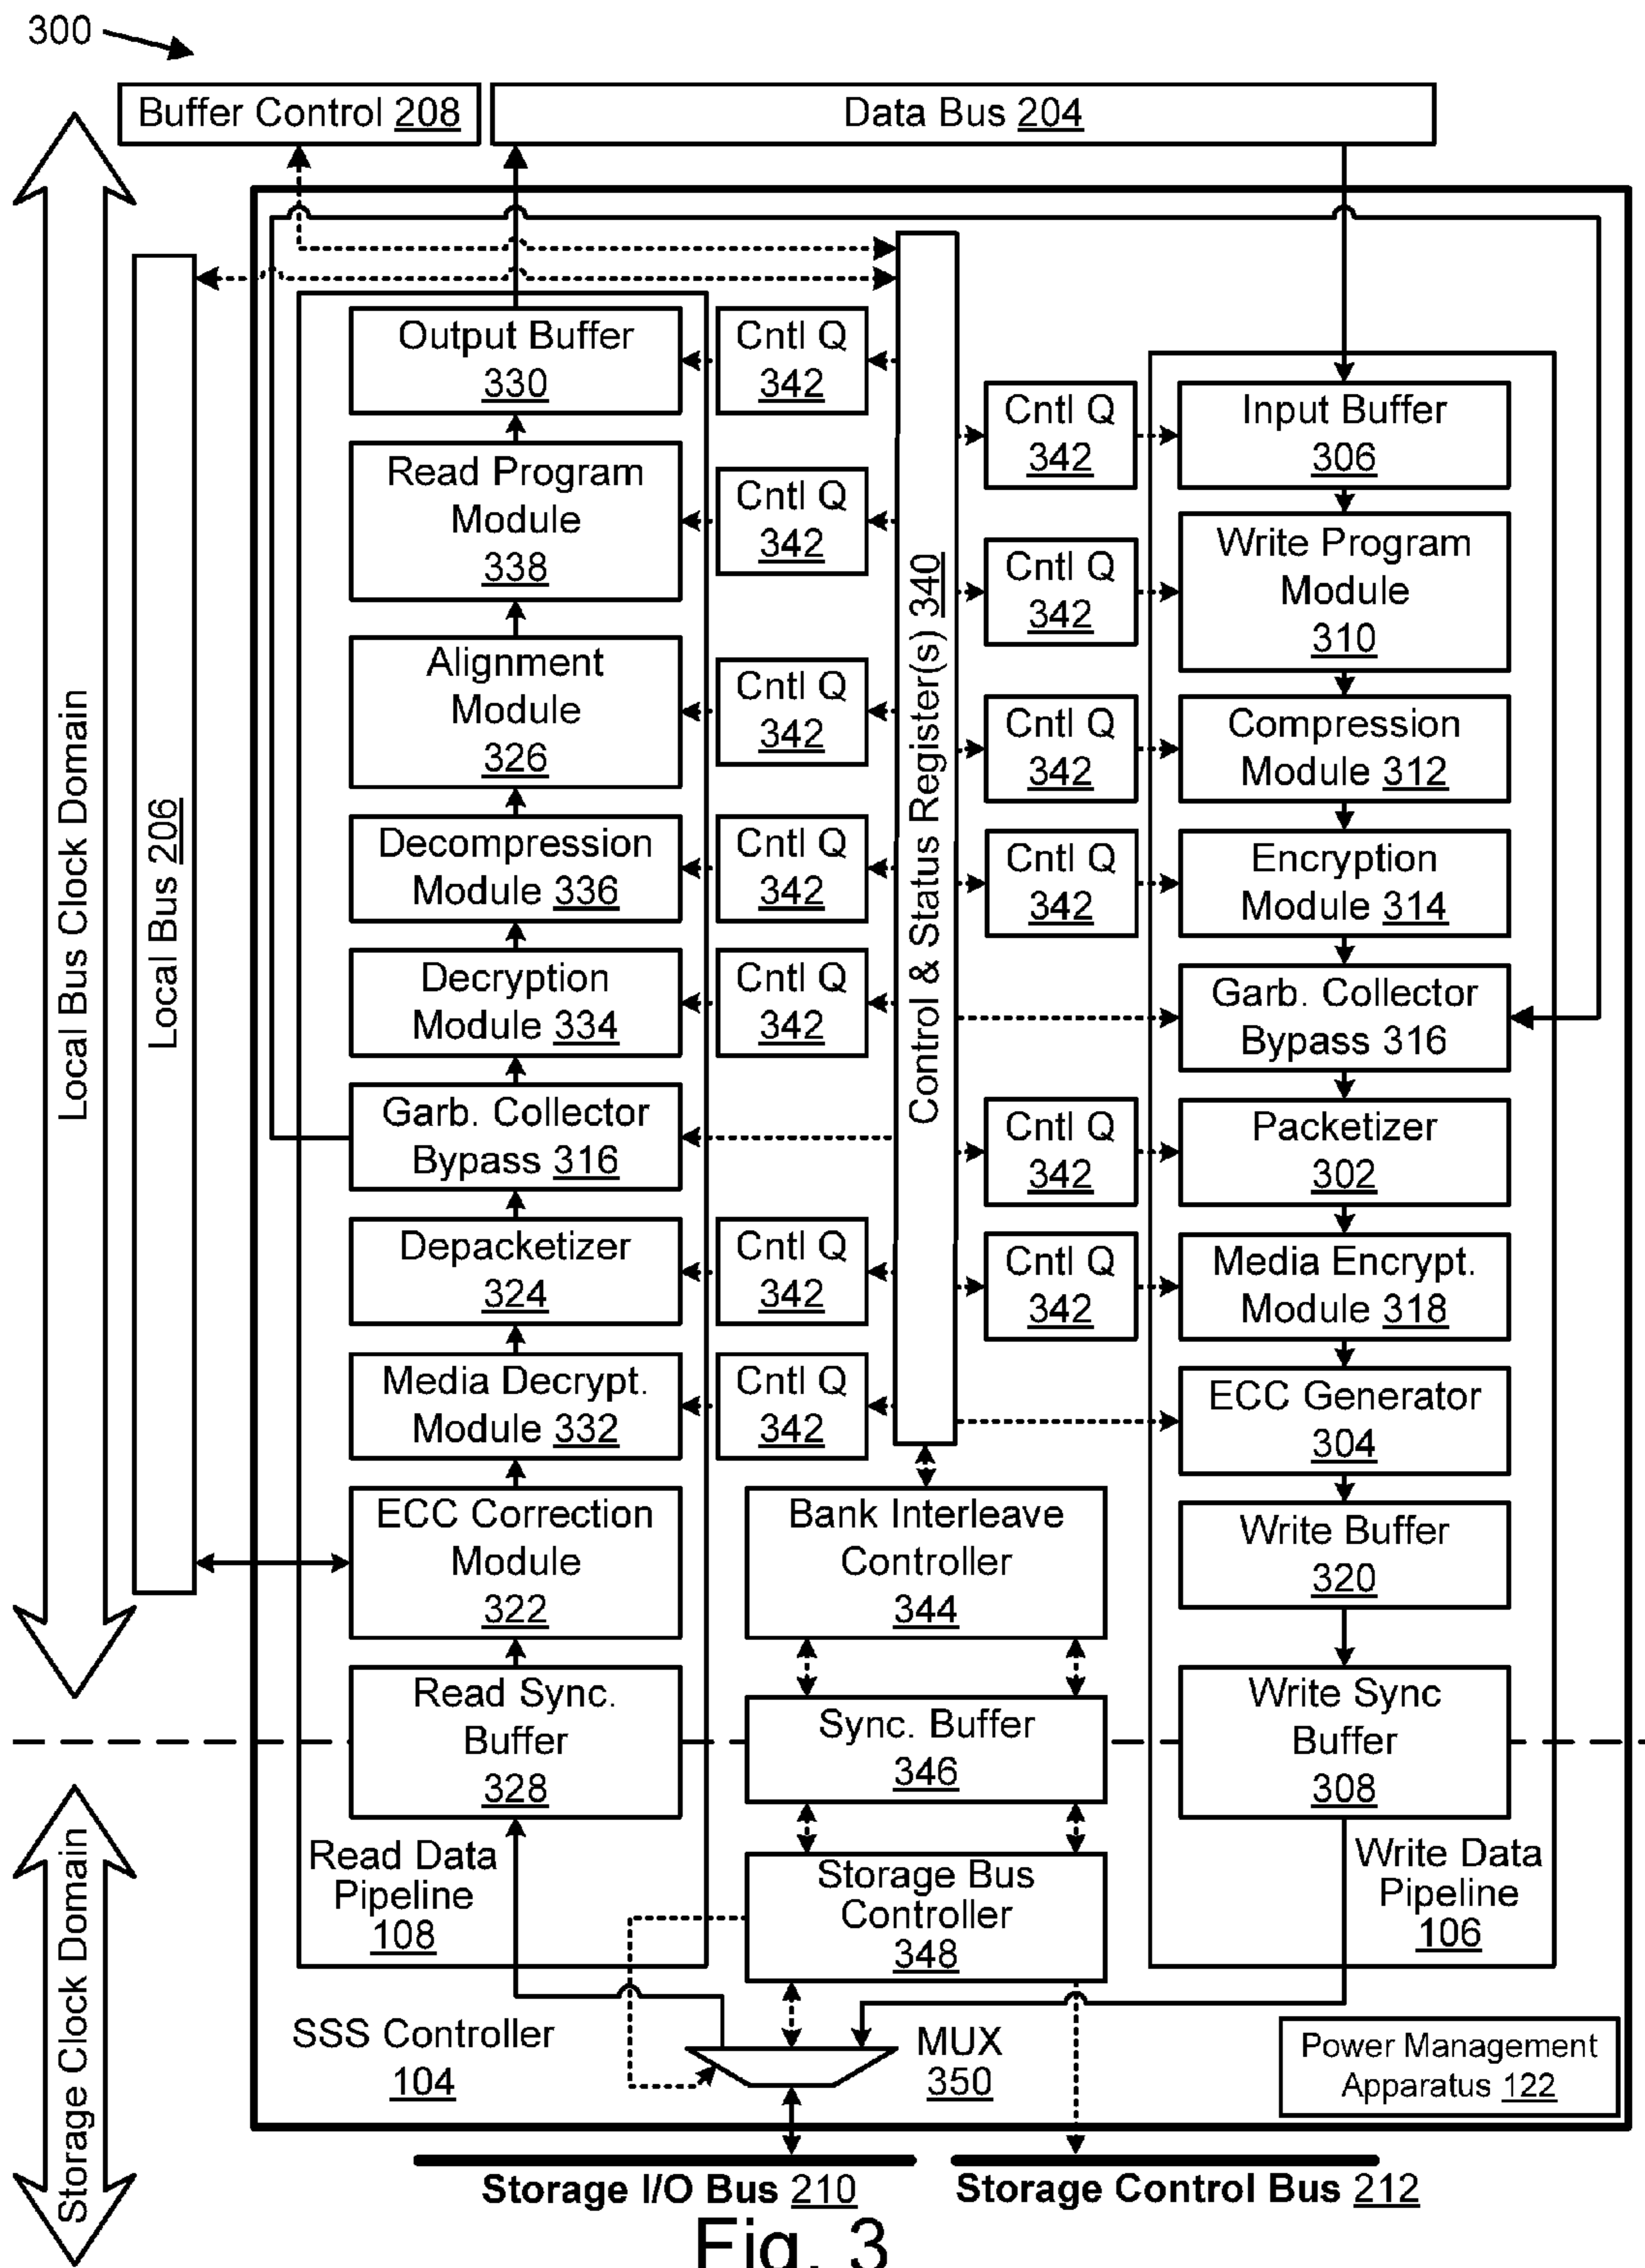 300
Buffer Control 208
Data Bus 204
Local Bus Clock Domain
Local Bus 206
Output Buffer
330
Cntl Q
342
Read Program
Module
338
Cntl Q
342
Alignment
Module
326
Cntl Q
342
Decompression
Module 336
Cntl Q
342
Decryption
Module 334
Cntl Q
342
Garb. Collector
Bypass 316
Depacketizer
324
Cntl Q
342
Media Decrypt.
Module 332
Cntl Q
342
ECC Correction
Module
322
Read Sync.
Buffer
328
Read Data
Pipeline
108
Control & Status Register(s) 340
Bank Interleave
Controller
344
Sync. Buffer
346
Storage Bus
Controller
348
Cntl Q
342
Input Buffer
306
Cntl Q
342
Write Program
Module
310
Cntl Q
342
Compression
Module 312
Cntl Q
342
Encryption
Module 314
Garb. Collector
Bypass 316
Cntl Q
342
Packetizer
302
Cntl Q
342
Media Encrypt.
Module 318
ECC Generator
304
Write Buffer
320
Write Sync
Buffer
308
Write Data
Pipeline
106
Storage Clock Domain
SSS Controller
104
MUX
350
Power Management
Apparatus 122
Storage I/O Bus 210
Storage Control Bus 212
Fig. 3